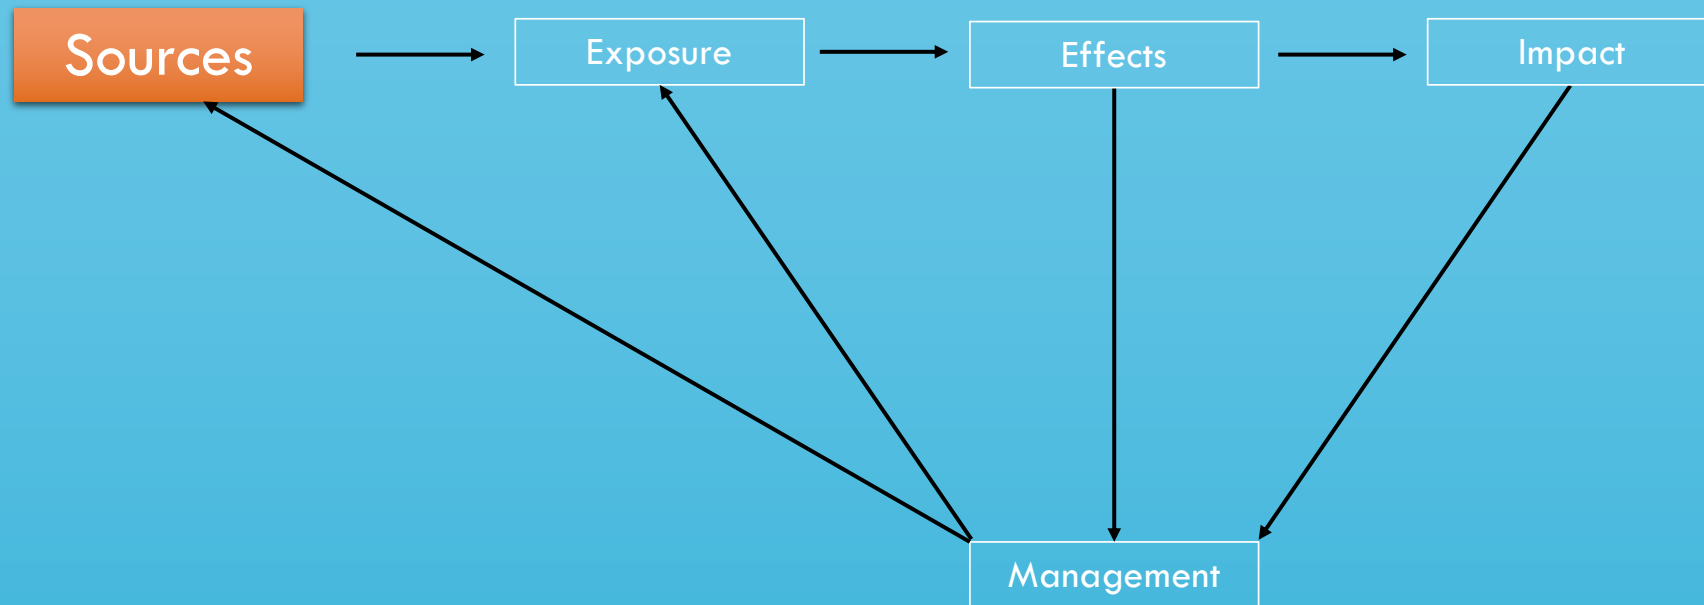 Sources
Exposure
Effects
Impact
Management